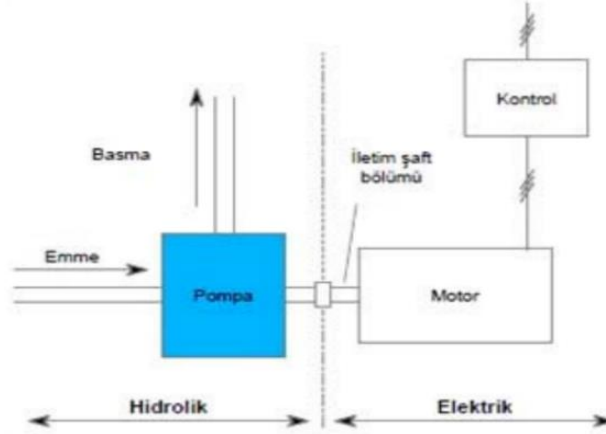 Kontrol
Basma
İletim şaft
bölümü
Emme
Pompa
Motor
Hidrolik
Elektrik